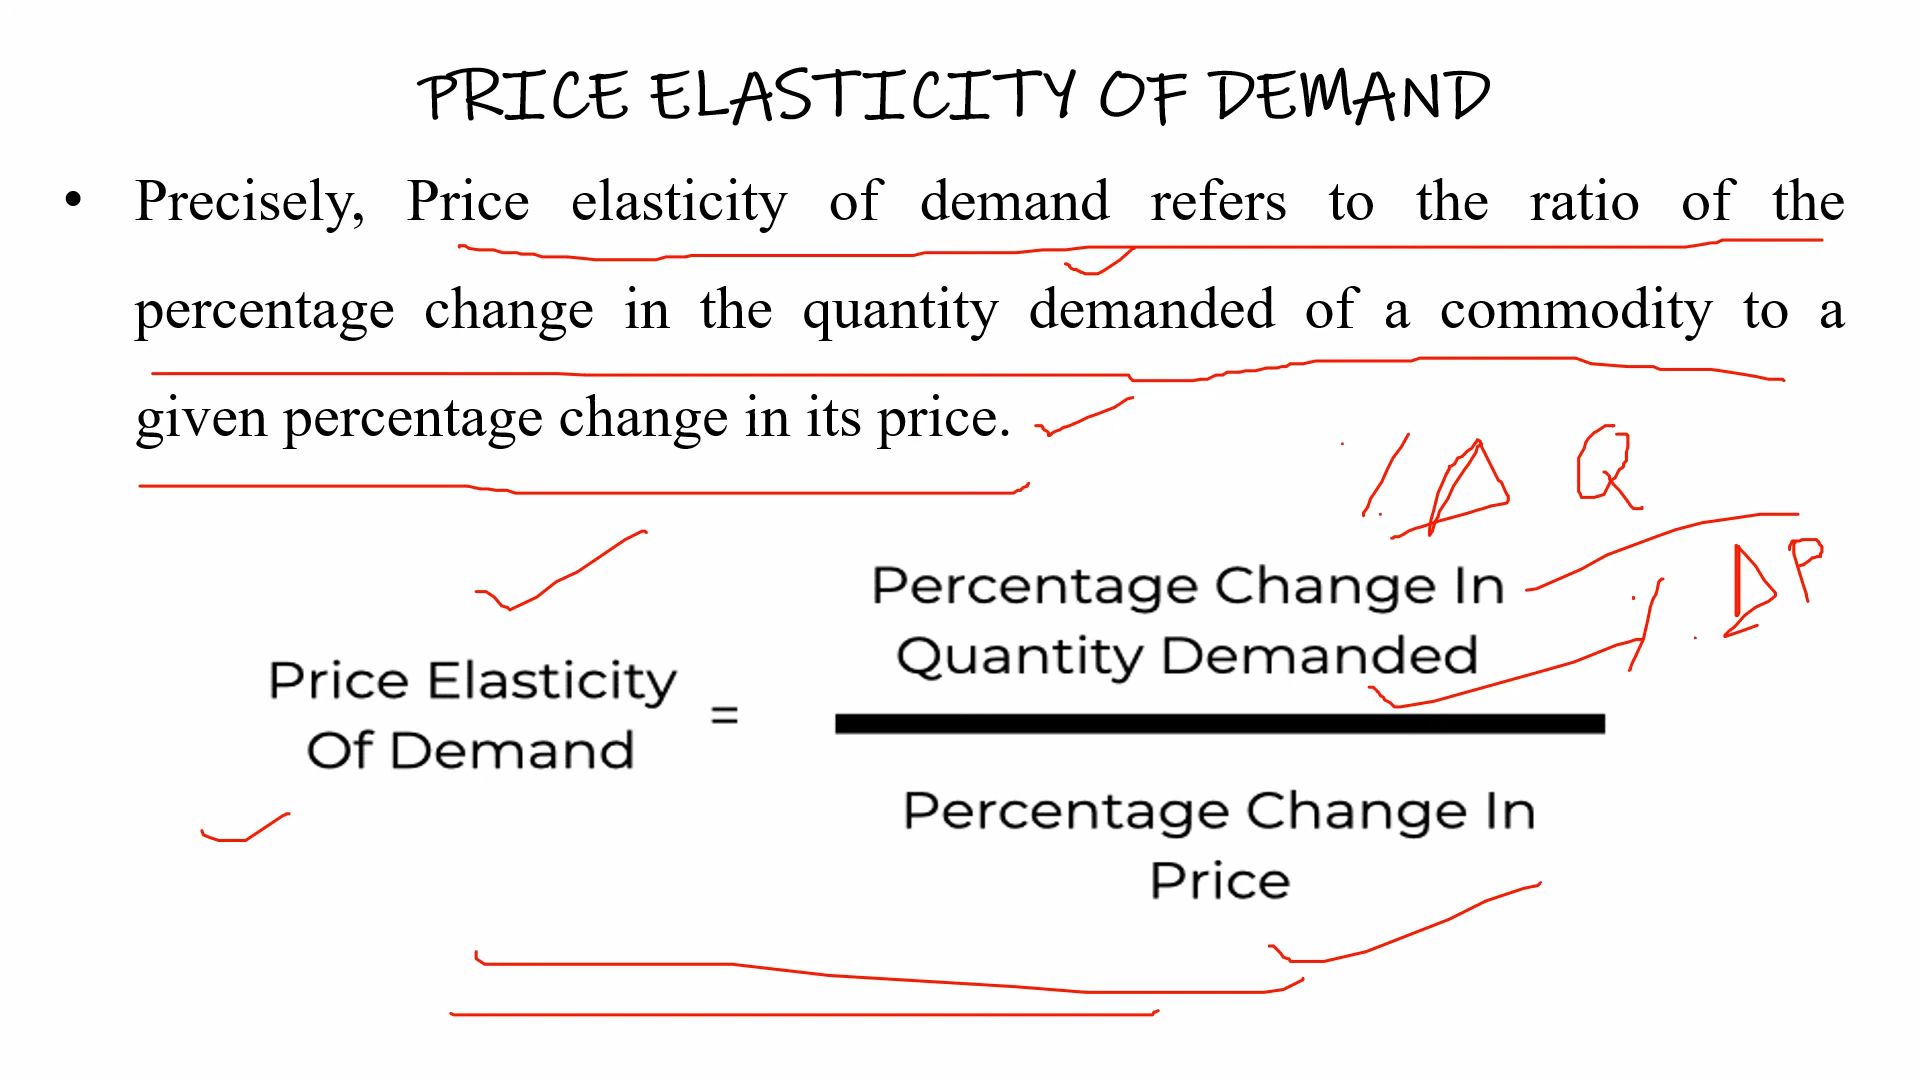 PRICE ELASTICITY OF DEMAND
• Precisely, Price elasticity of demand refers to the ratio of the
percentage change in the quantity demanded of a commodity to a
given percentage change in its price.
% Δ Q
% Δ P
Percentage Change In
Quantity Demanded
Price Elasticity
Of Demand
=
Percentage Change In
Price